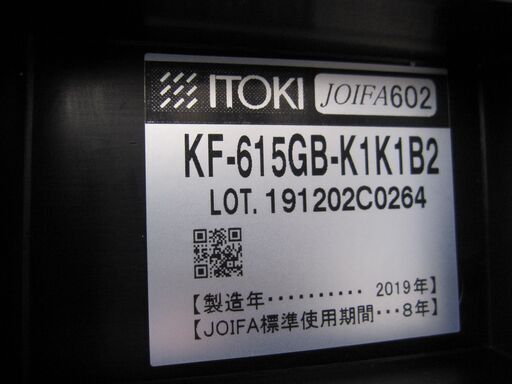 ITOKI JOIFA602
KF-615GB-K1K1B2
LOT. 191202C0264
【製造年‥‥‥‥‥ 2019年】
【JOIFA標準使用期間‥‥8年】